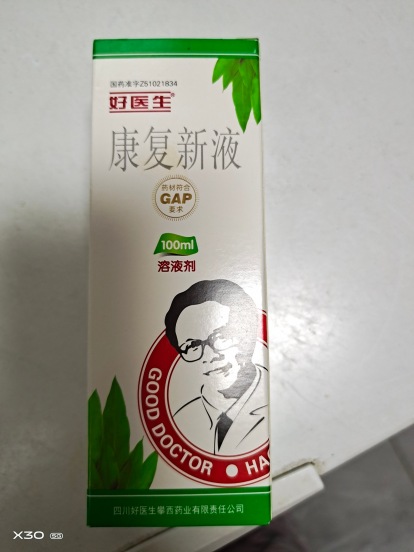 国药准字Z51021834
好医生®
康复新液
药材符合
GAP
要求
100ml
溶液剂
GOOD DOCTOR • HA
四川好医生攀西药业有限责任公司
X30 5G